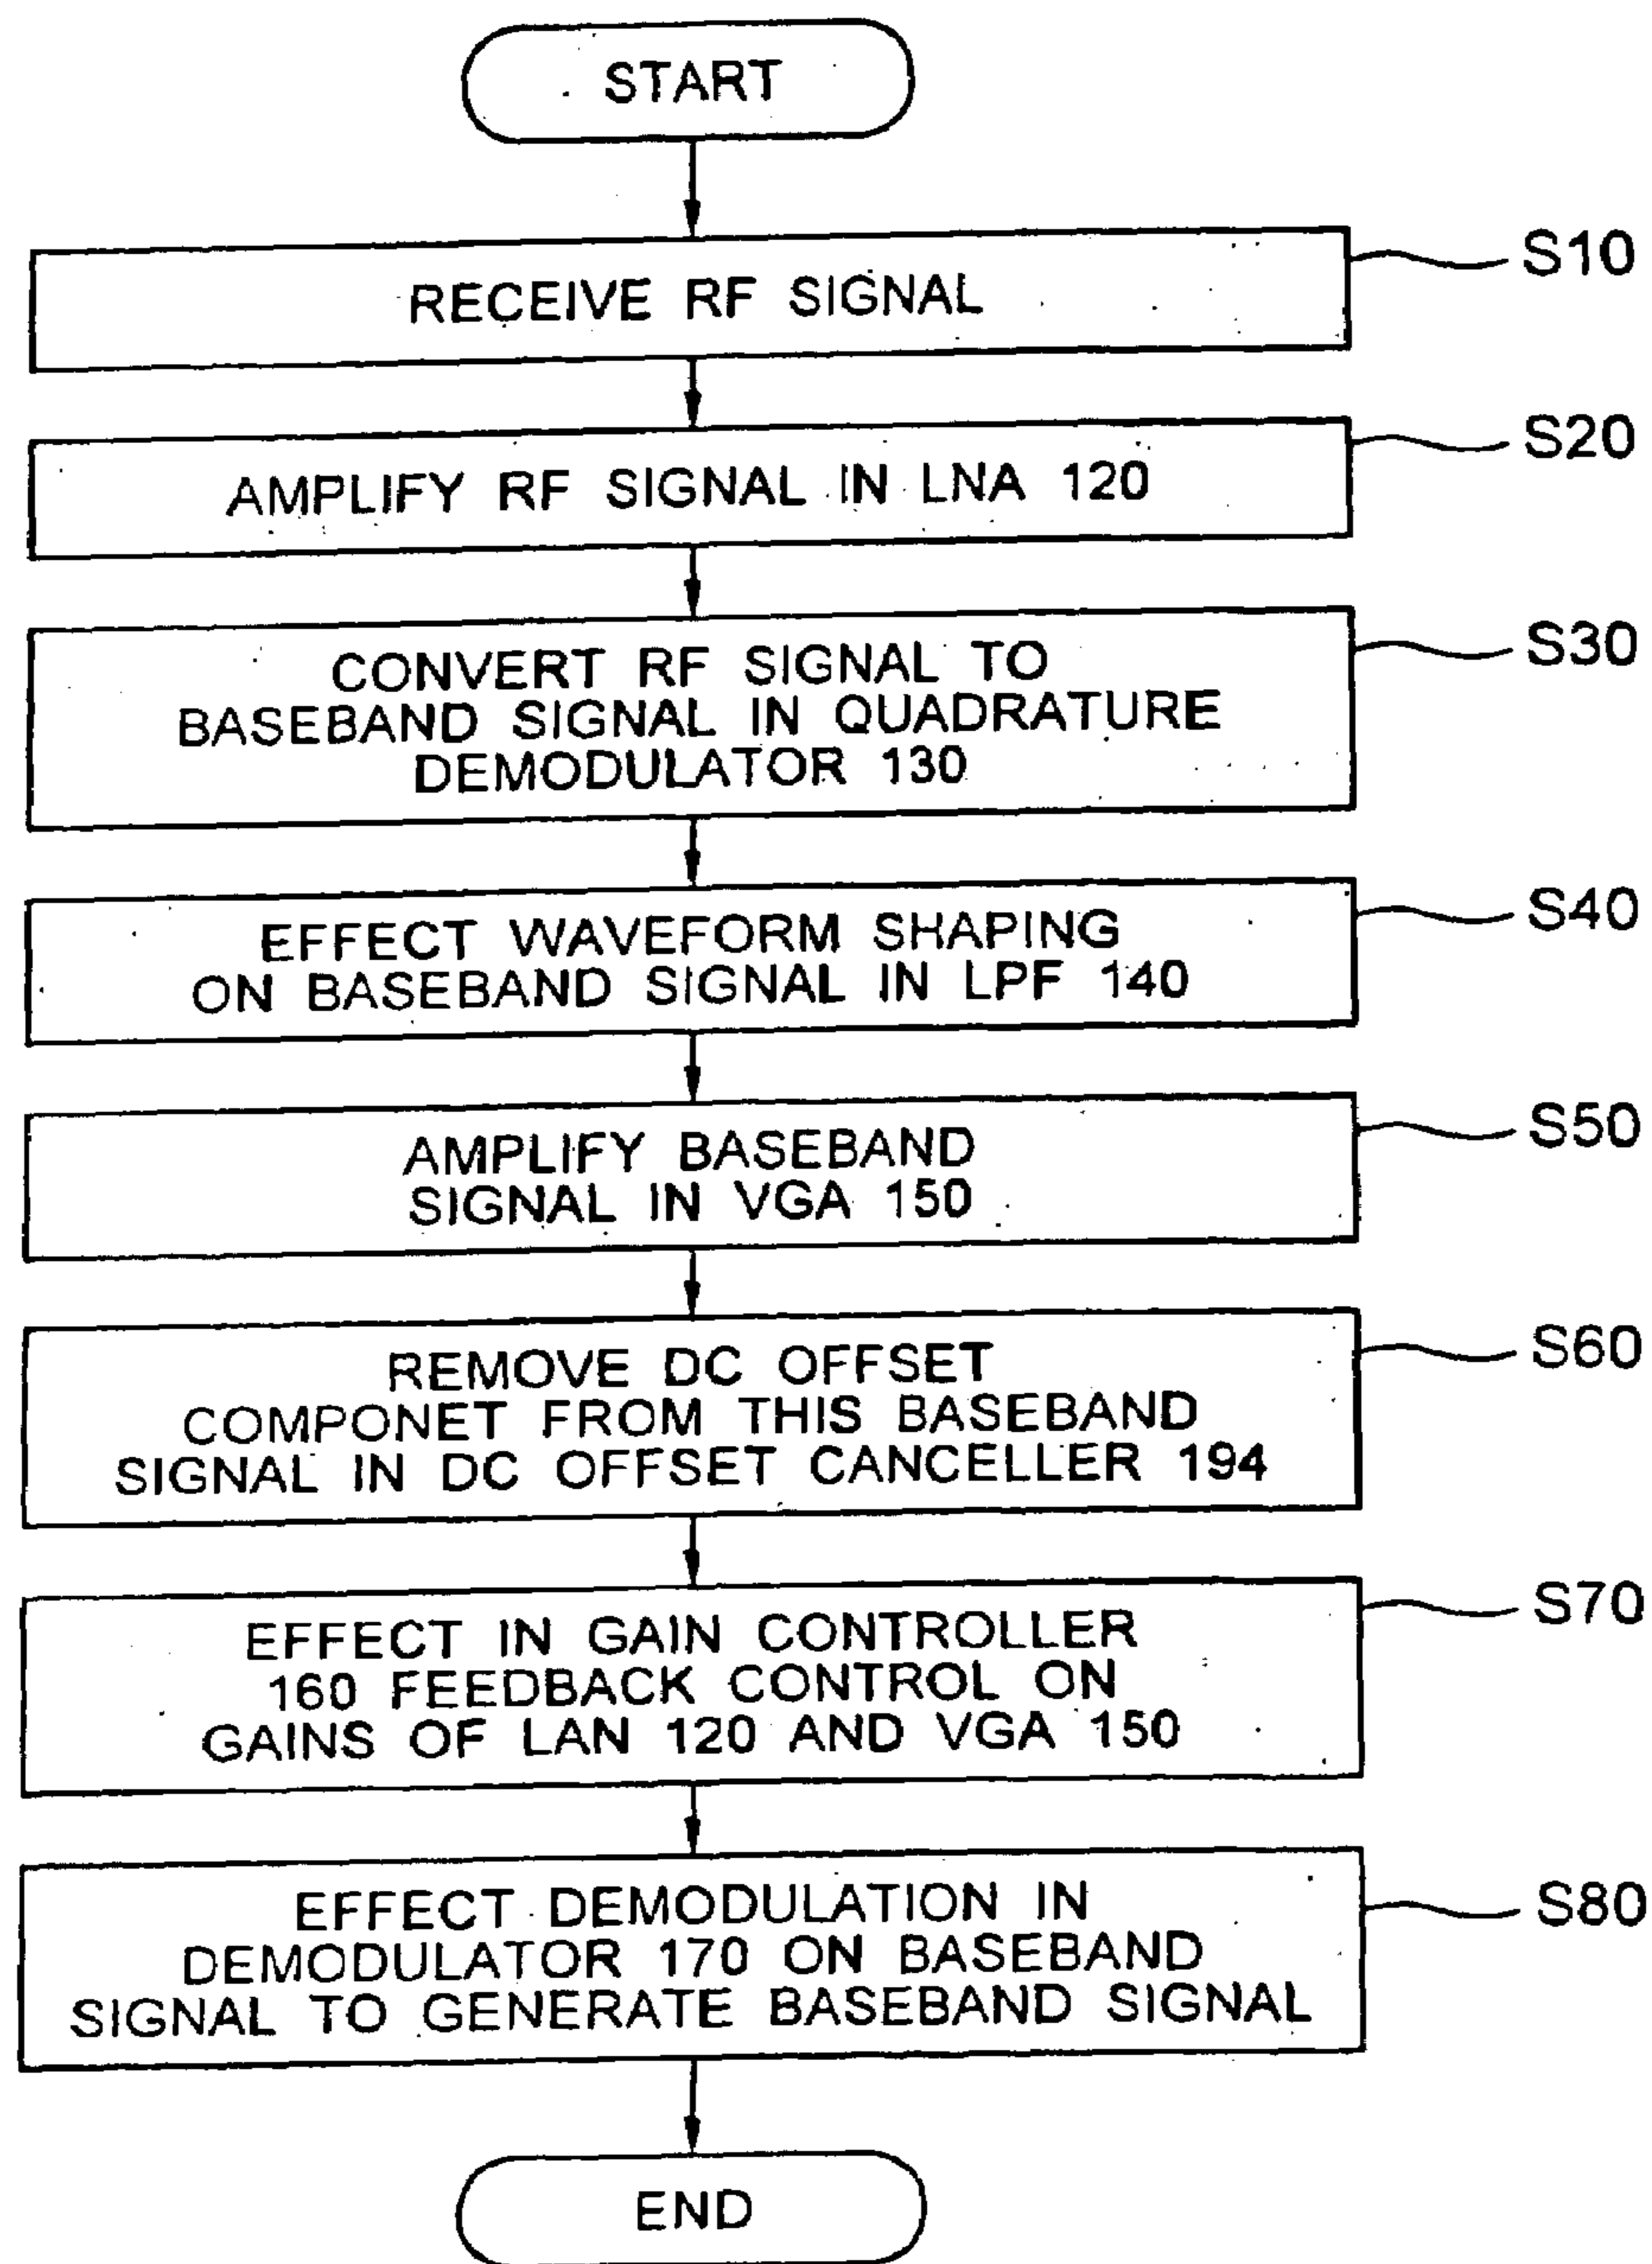 START
RECEIVE RF SIGNAL
S10
AMPLIFY RF SIGNAL IN LNA 120
S20
CONVERT RF SIGNAL TO
BASEBAND SIGNAL IN QUADRATURE
DEMODULATOR 130
S30
EFFECT WAVEFORM SHAPING
ON BASEBAND SIGNAL IN LPF 140
S40
AMPLIFY BASEBAND
SIGNAL IN VGA 150
S50
REMOVE DC OFFSET
COMPONET FROM THIS BASEBAND
SIGNAL IN DC OFFSET CANCELLER 194
S60
EFFECT IN GAIN CONTROLLER
160 FEEDBACK CONTROL ON
GAINS OF LAN 120 AND VGA 150
S70
EFFECT DEMODULATION IN
DEMODULATOR 170 ON BASEBAND
SIGNAL TO GENERATE BASEBAND SIGNAL
S80
END